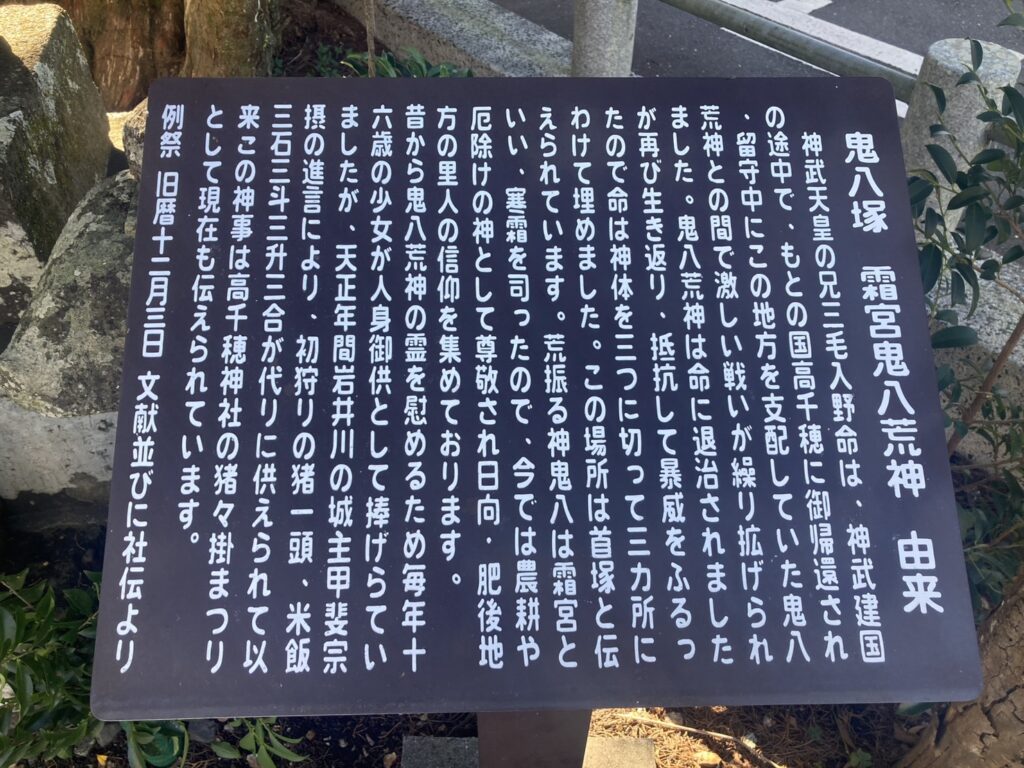 鬼八塚　霜宮鬼八荒神　由来
神武天皇の兄三毛入野命は、神武建国
の途中で、もとの国高千穂に御帰還され
・留守中にこの地方を支配していた鬼八
荒神との間で激しい戦いが繰り拡げられ
ました。鬼八荒神は命に退治されました
が再び生き返り、抵抗して暴威をふるっ
たので命は神体を三つに切って三カ所に
わけて埋めました。この場所は首塚と伝
えられています。荒振る神鬼八は霜宮と
いい、寒霜を司ったので、今では農耕や
厄除けの神として尊敬され日向・肥後地
方の里人の信仰を集めております。
昔から鬼八荒神の霊を慰めるため毎年十
六歳の少女が人身御供として捧げらてい
ましたが、天正年間岩井川の城主甲斐宗
摂の進言により、初狩りの猪一頭、米飯
三石三斗三升三合が代りに供えられて以
来この神事は高千穂神社の猪々掛まつり
として現在も伝えられています。
例祭　旧暦十二月三日　文献並びに社伝より